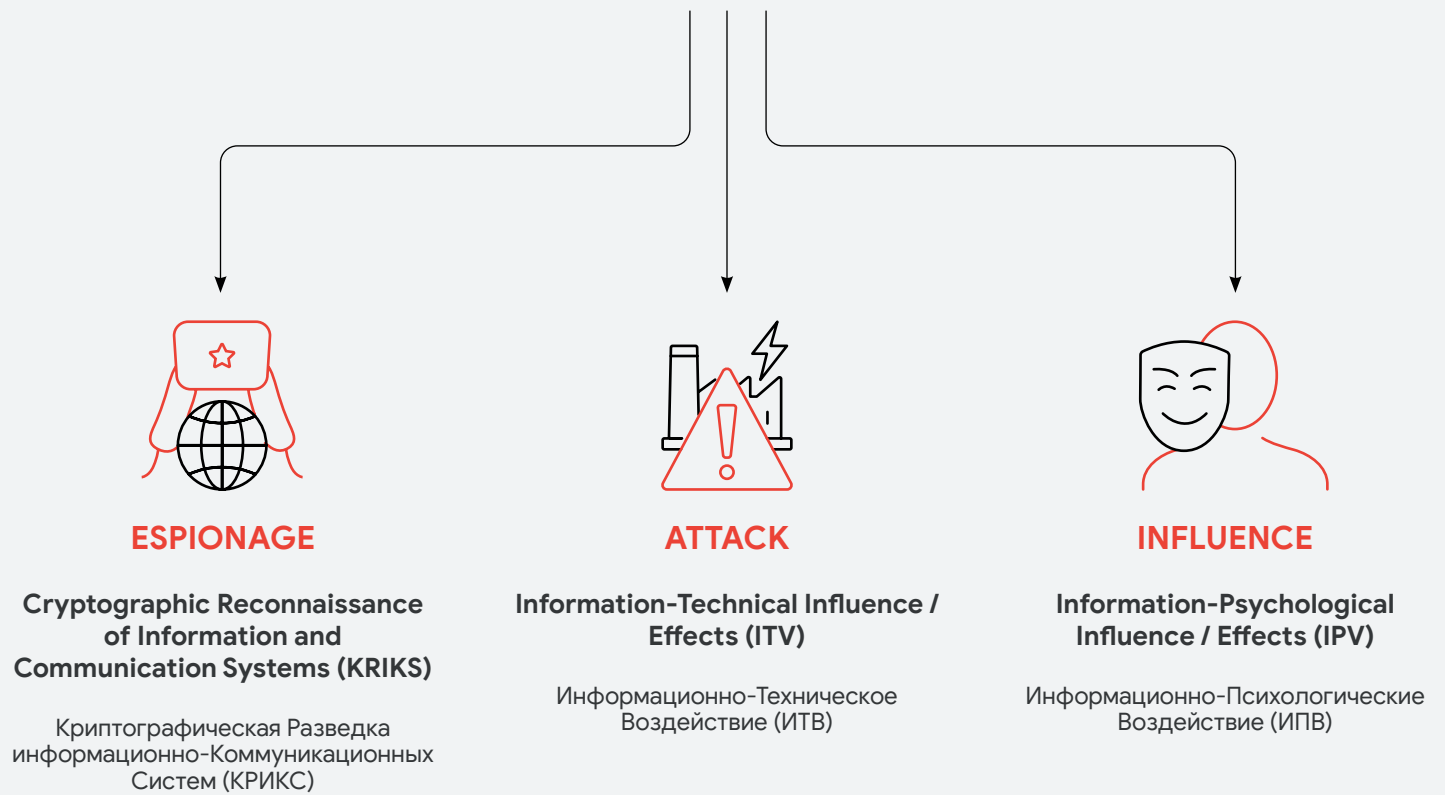 ESPIONAGE
Cryptographic Reconnaissance
of Information and
Communication Systems (KRIKS)
Криптографическая Разведка
информационно-Коммуникационных
Систем (КРИКС)
ATTACK
Information-Technical Influence /
Effects (ITV)
Информационно-Техническое
Воздействие (ИТВ)
INFLUENCE
Information-Psychological
Influence / Effects (IPV)
Информационно-Психологические
Воздействие (ИПВ)